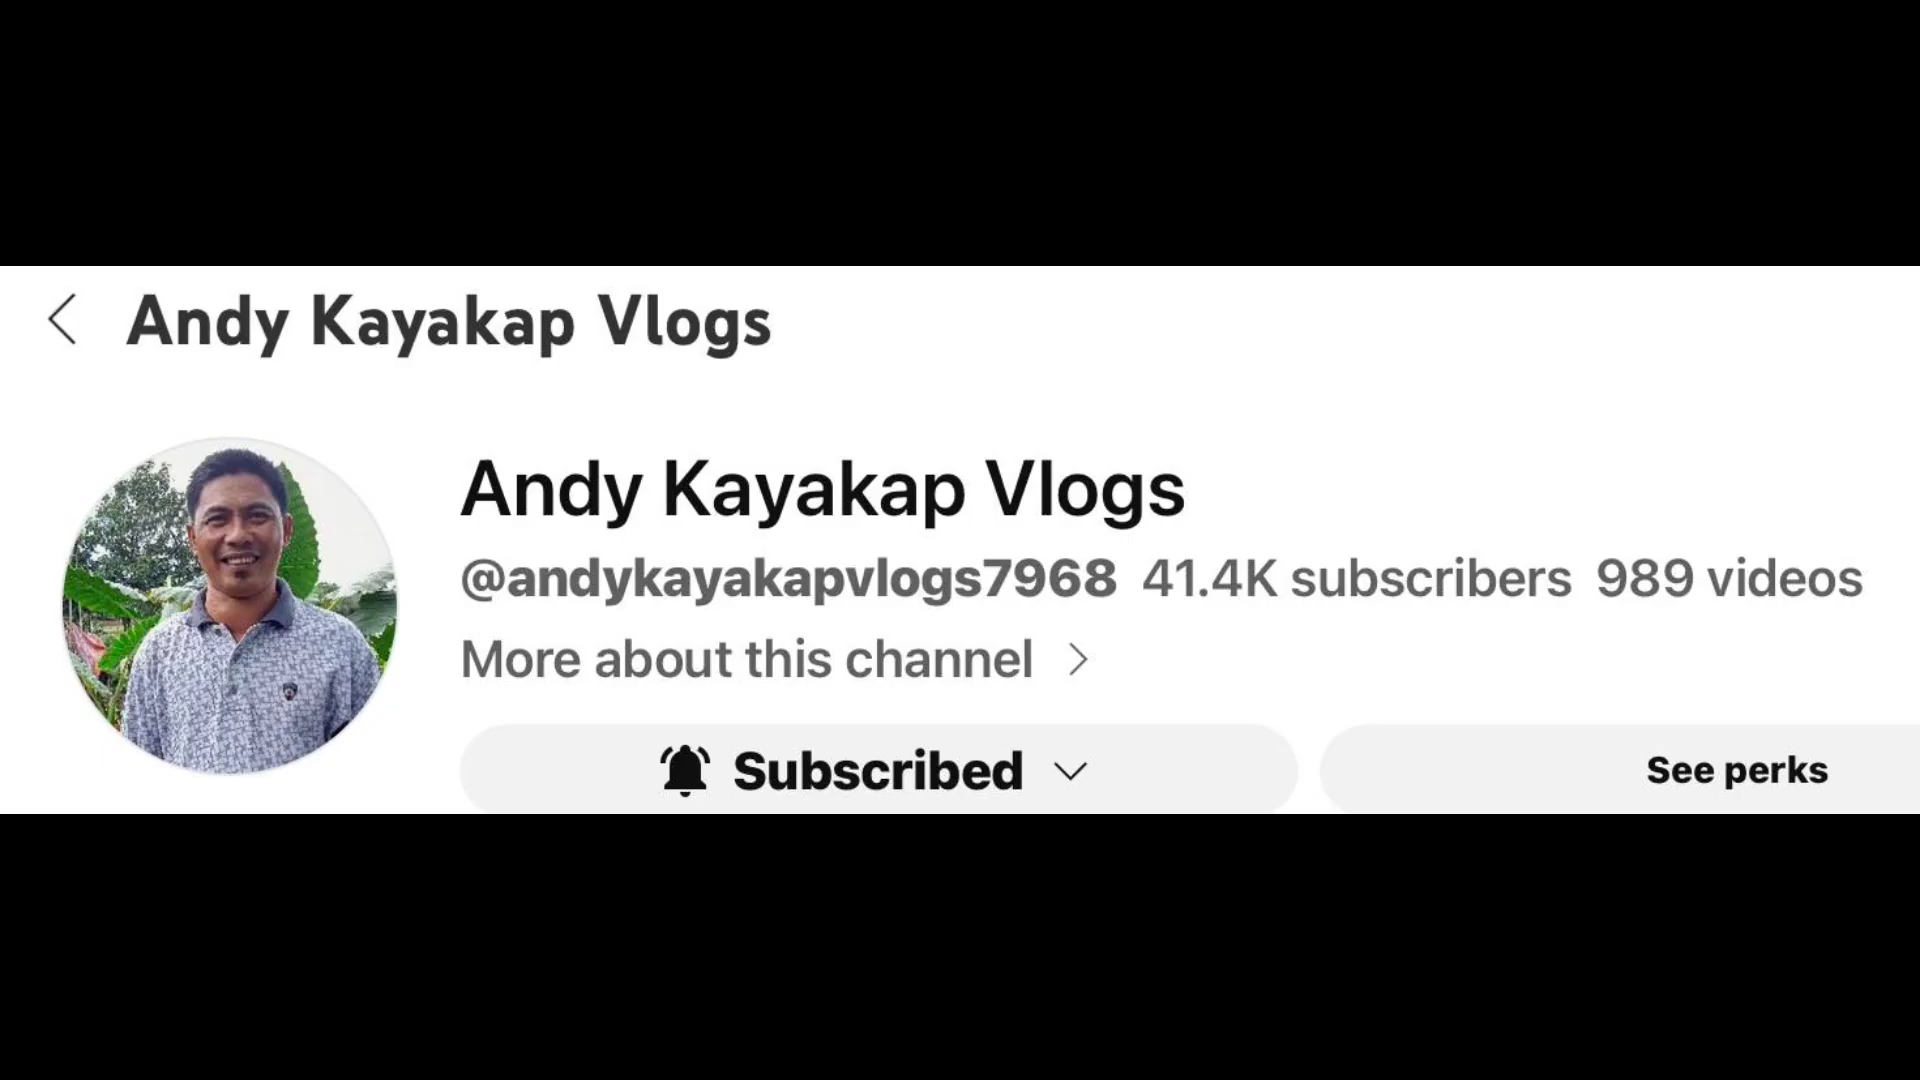 Andy Kayakap Vlogs
Andy Kayakap Vlogs
@andykayakapvlogs7968 41.4K subscribers 989 videos
More about this channel
Subscribed
See perks